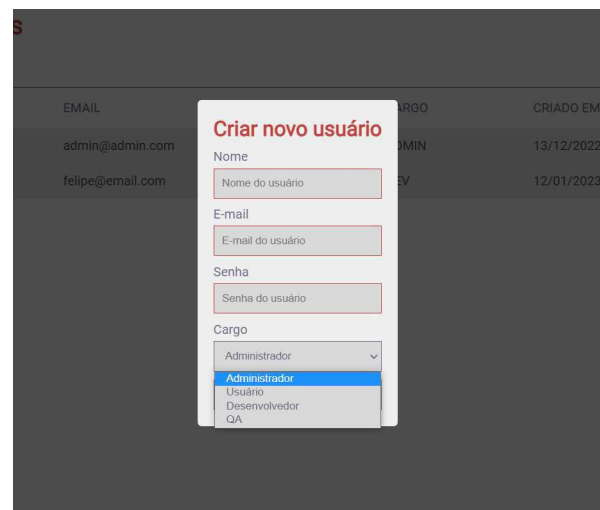 S
EMAIL
ARGO
CRIADO EM
admin@admin.com
DMIN
13/12/2022
felipe@email.com
EV
12/01/2023
Criar novo usuário
Nome
Nome do usuário
E-mail
E-mail do usuário
Senha
Senha do usuário
Cargo
Administrador
Administrador
Usuário
Desenvolvedor
QA